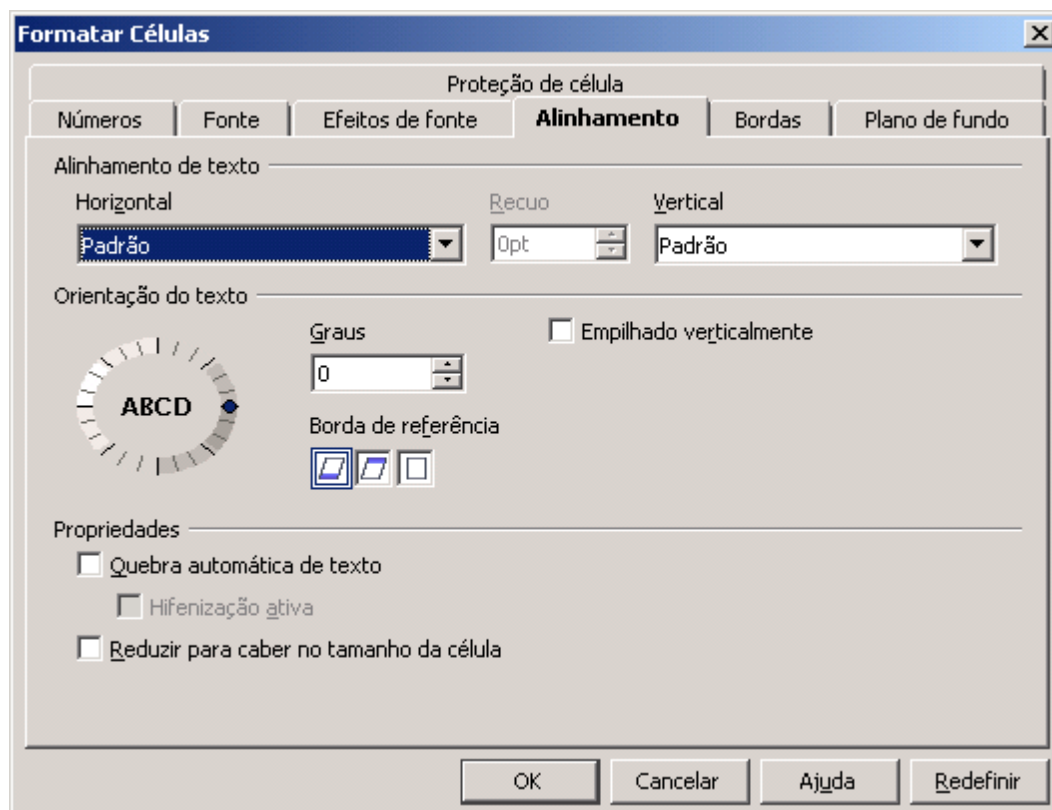 Formatar Células
Proteção de célula
Números Fonte Efeitos de fonte Alinhamento Bordas Plano de fundo
Alinhamento de texto
Horizontal Recuo Vertical
Padrão 0pt Padrão
Orientação do texto
Graus Empilhado verticalmente
0
ABCD
Borda de referência
Propriedades
Quebra automática de texto
Hifenização ativa
Reduzir para caber no tamanho da célula
OK Cancelar Ajuda Redefinir